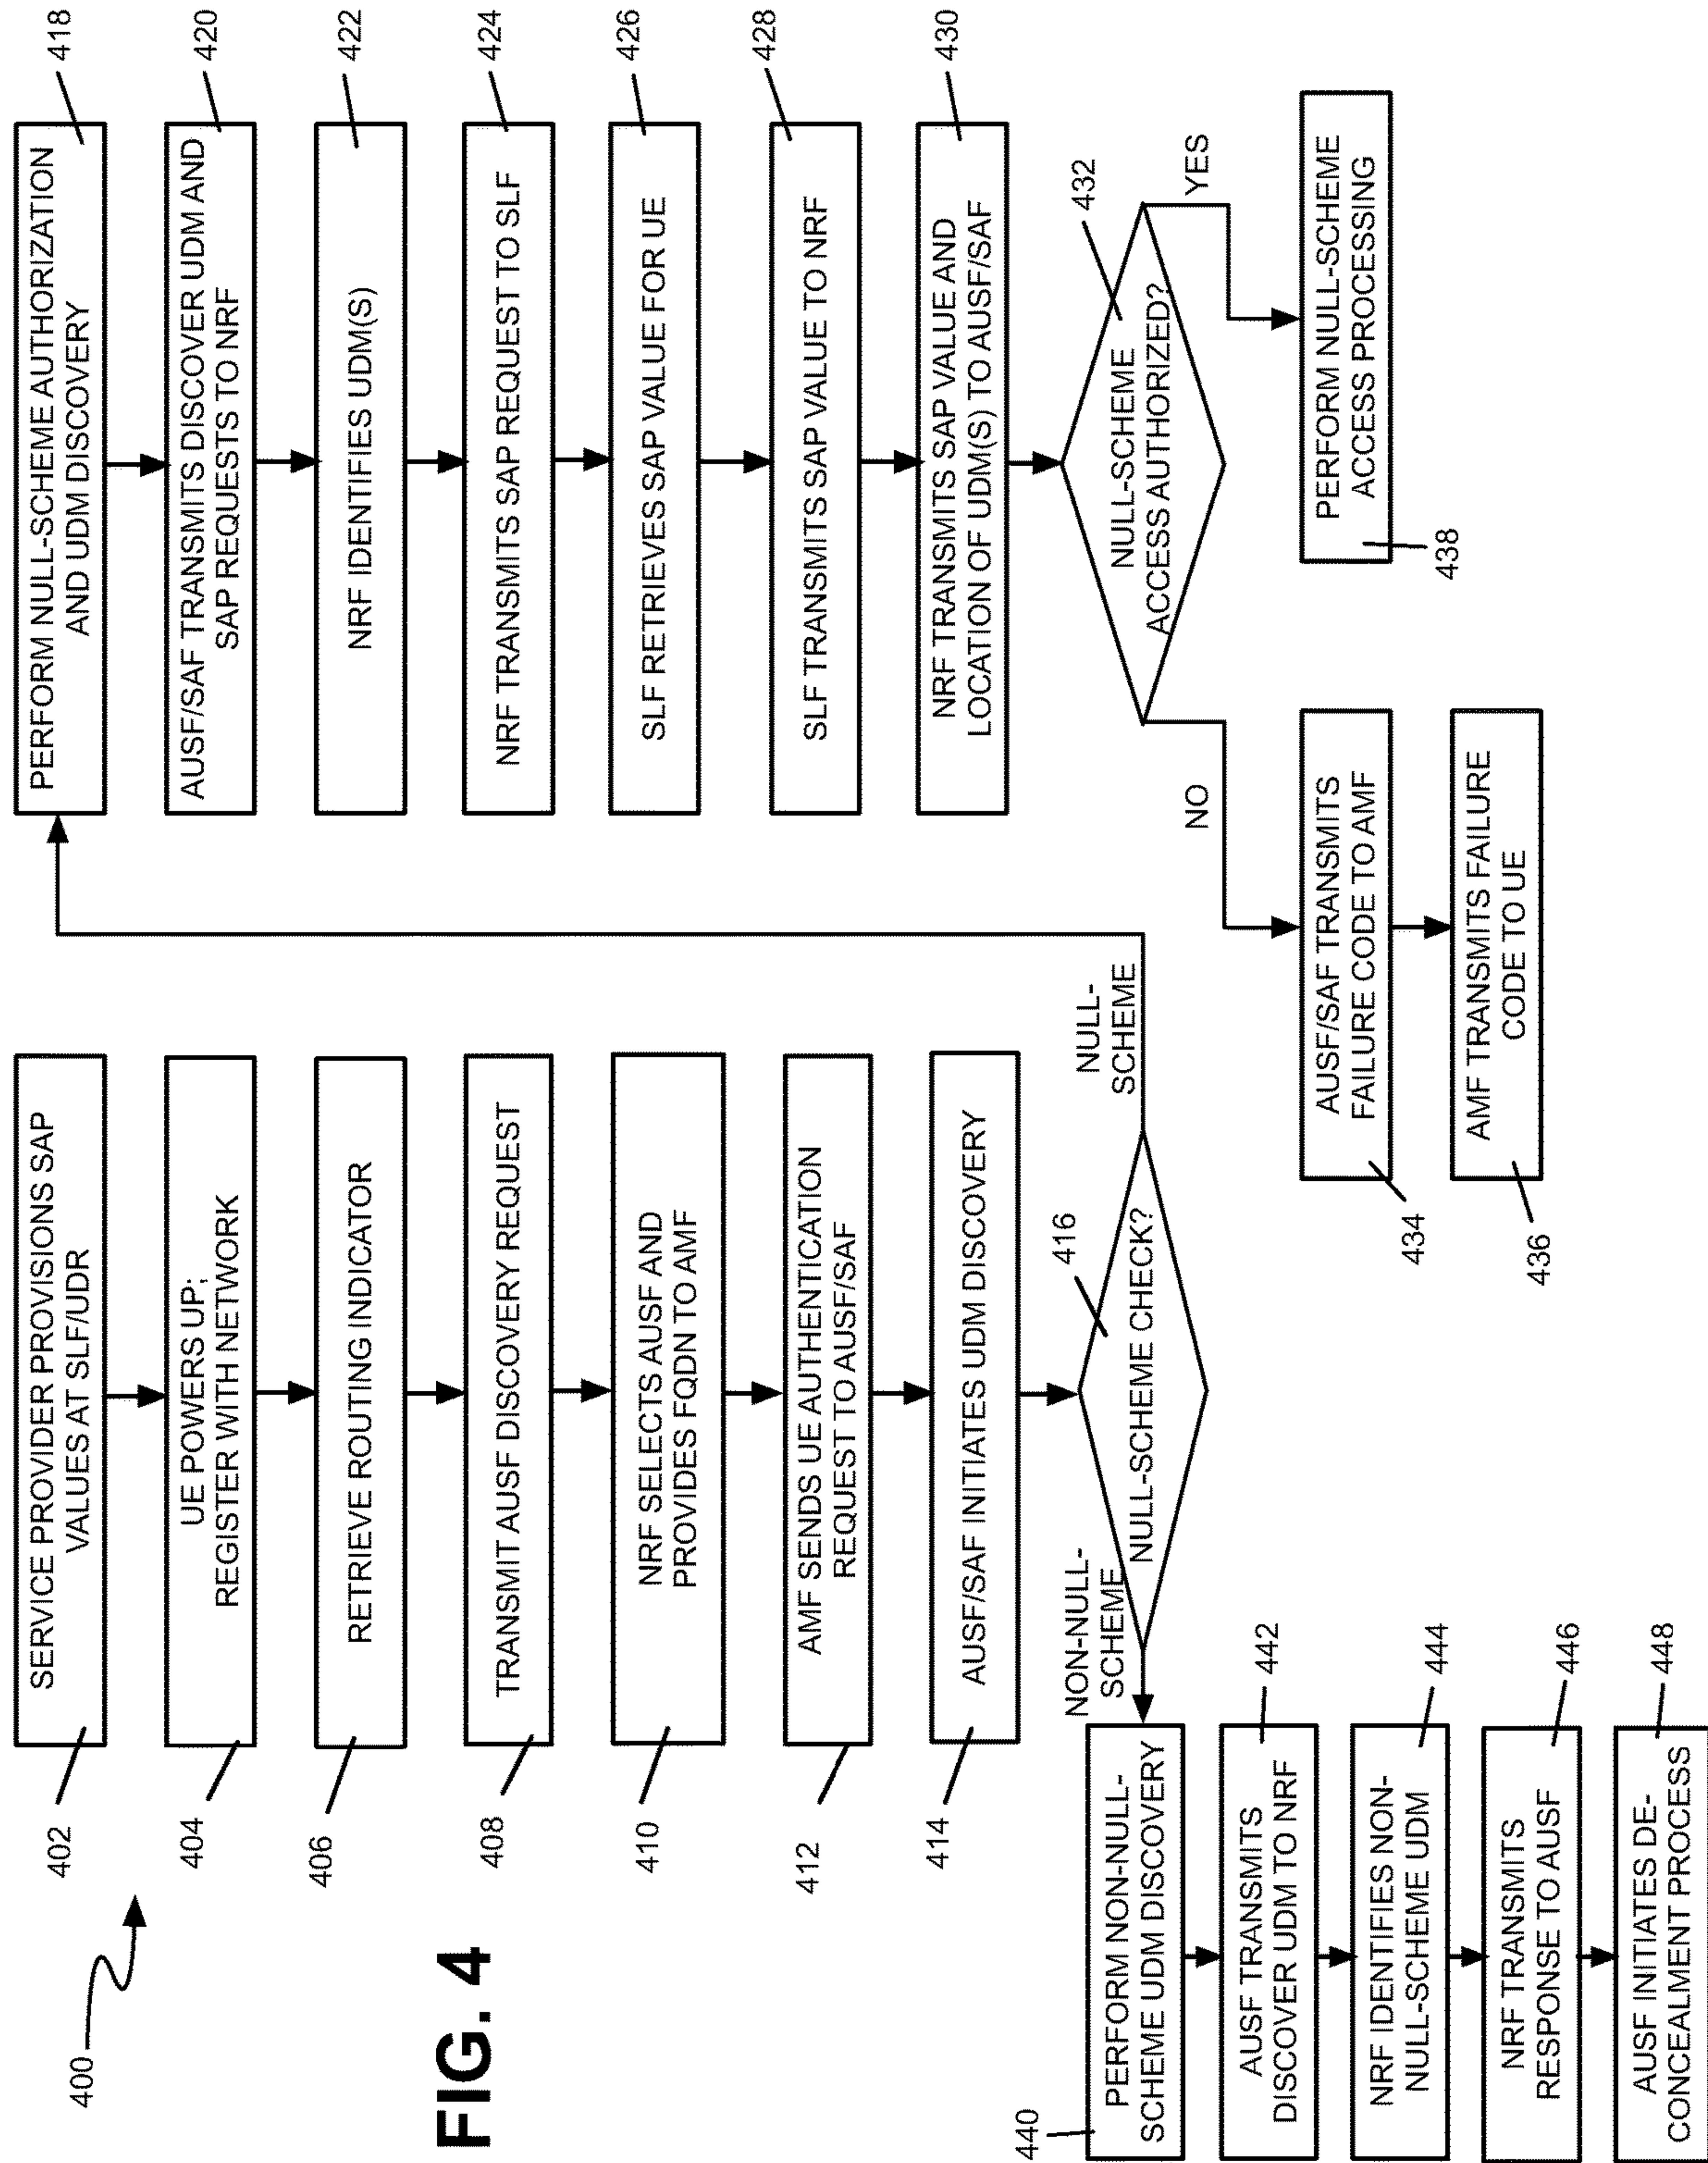 FIG. 4
400
402
SERVICE PROVIDER PROVISIONS SAP
VALUES AT SLF/UDR
404
UE POWERS UP;
REGISTER WITH NETWORK
406
RETRIEVE ROUTING INDICATOR
408
TRANSMIT AUSF DISCOVERY REQUEST
410
NRF SELECTS AUSF AND
PROVIDES FQDN TO AMF
412
AMF SENDS UE AUTHENTICATION
REQUEST TO AUSF/SAF
414
AUSF/SAF INITIATES UDM DISCOVERY
416
NULL-SCHEME CHECK?
NON-NULL-
SCHEME
NULL-
SCHEME
440
PERFORM NON-NULL-
SCHEME UDM DISCOVERY
442
AUSF TRANSMITS
DISCOVER UDM TO NRF
444
NRF IDENTIFIES NON-
NULL-SCHEME UDM
446
NRF TRANSMITS
RESPONSE TO AUSF
448
AUSF INITIATES DE-
CONCEALMENT PROCESS
418
PERFORM NULL-SCHEME AUTHORIZATION
AND UDM DISCOVERY
420
AUSF/SAF TRANSMITS DISCOVER UDM AND
SAP REQUESTS TO NRF
422
NRF IDENTIFIES UDM(S)
424
NRF TRANSMITS SAP REQUEST TO SLF
426
SLF RETRIEVES SAP VALUE FOR UE
428
SLF TRANSMITS SAP VALUE TO NRF
430
NRF TRANSMITS SAP VALUE AND
LOCATION OF UDM(S) TO AUSF/SAF
432
NULL-SCHEME
ACCESS AUTHORIZED?
NO
YES
434
AUSF/SAF TRANSMITS
FAILURE CODE TO AMF
436
AMF TRANSMITS FAILURE
CODE TO UE
438
PERFORM NULL-SCHEME
ACCESS PROCESSING